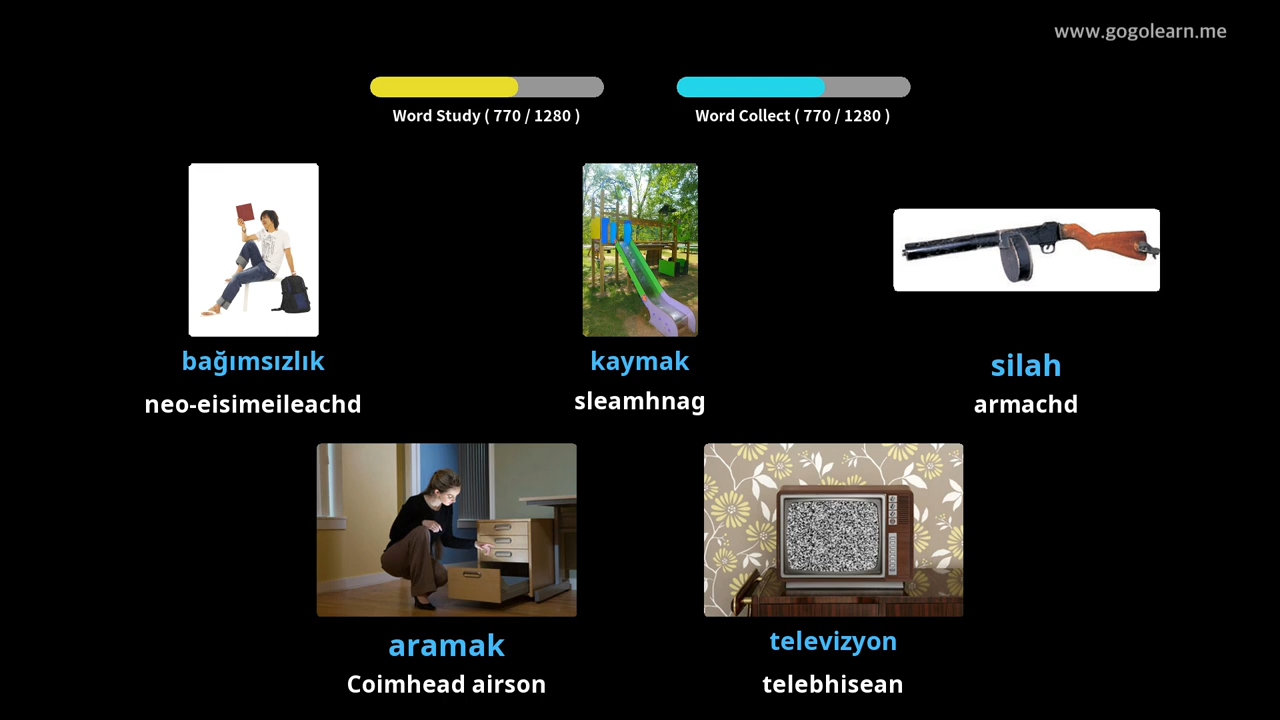 www.gogolearn.me
Word Study ( 770 / 1280 )
Word Collect ( 770 / 1280 )
bağımsızlık
neo-eisimeileachd
kaymak
sleamhnag
silah
armachd
aramak
Coimhead airson
televizyon
telebhisean